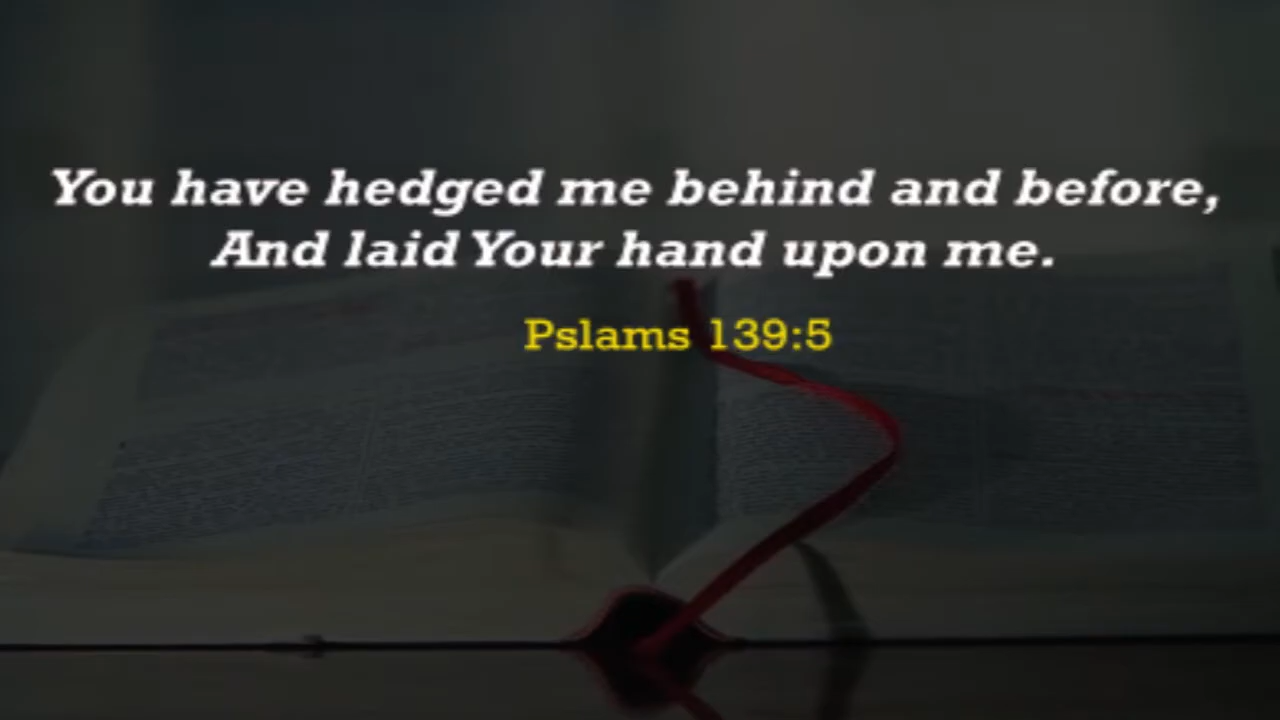 You have hedged me behind and before,
And laid Your hand upon me.
Pslams 139:5